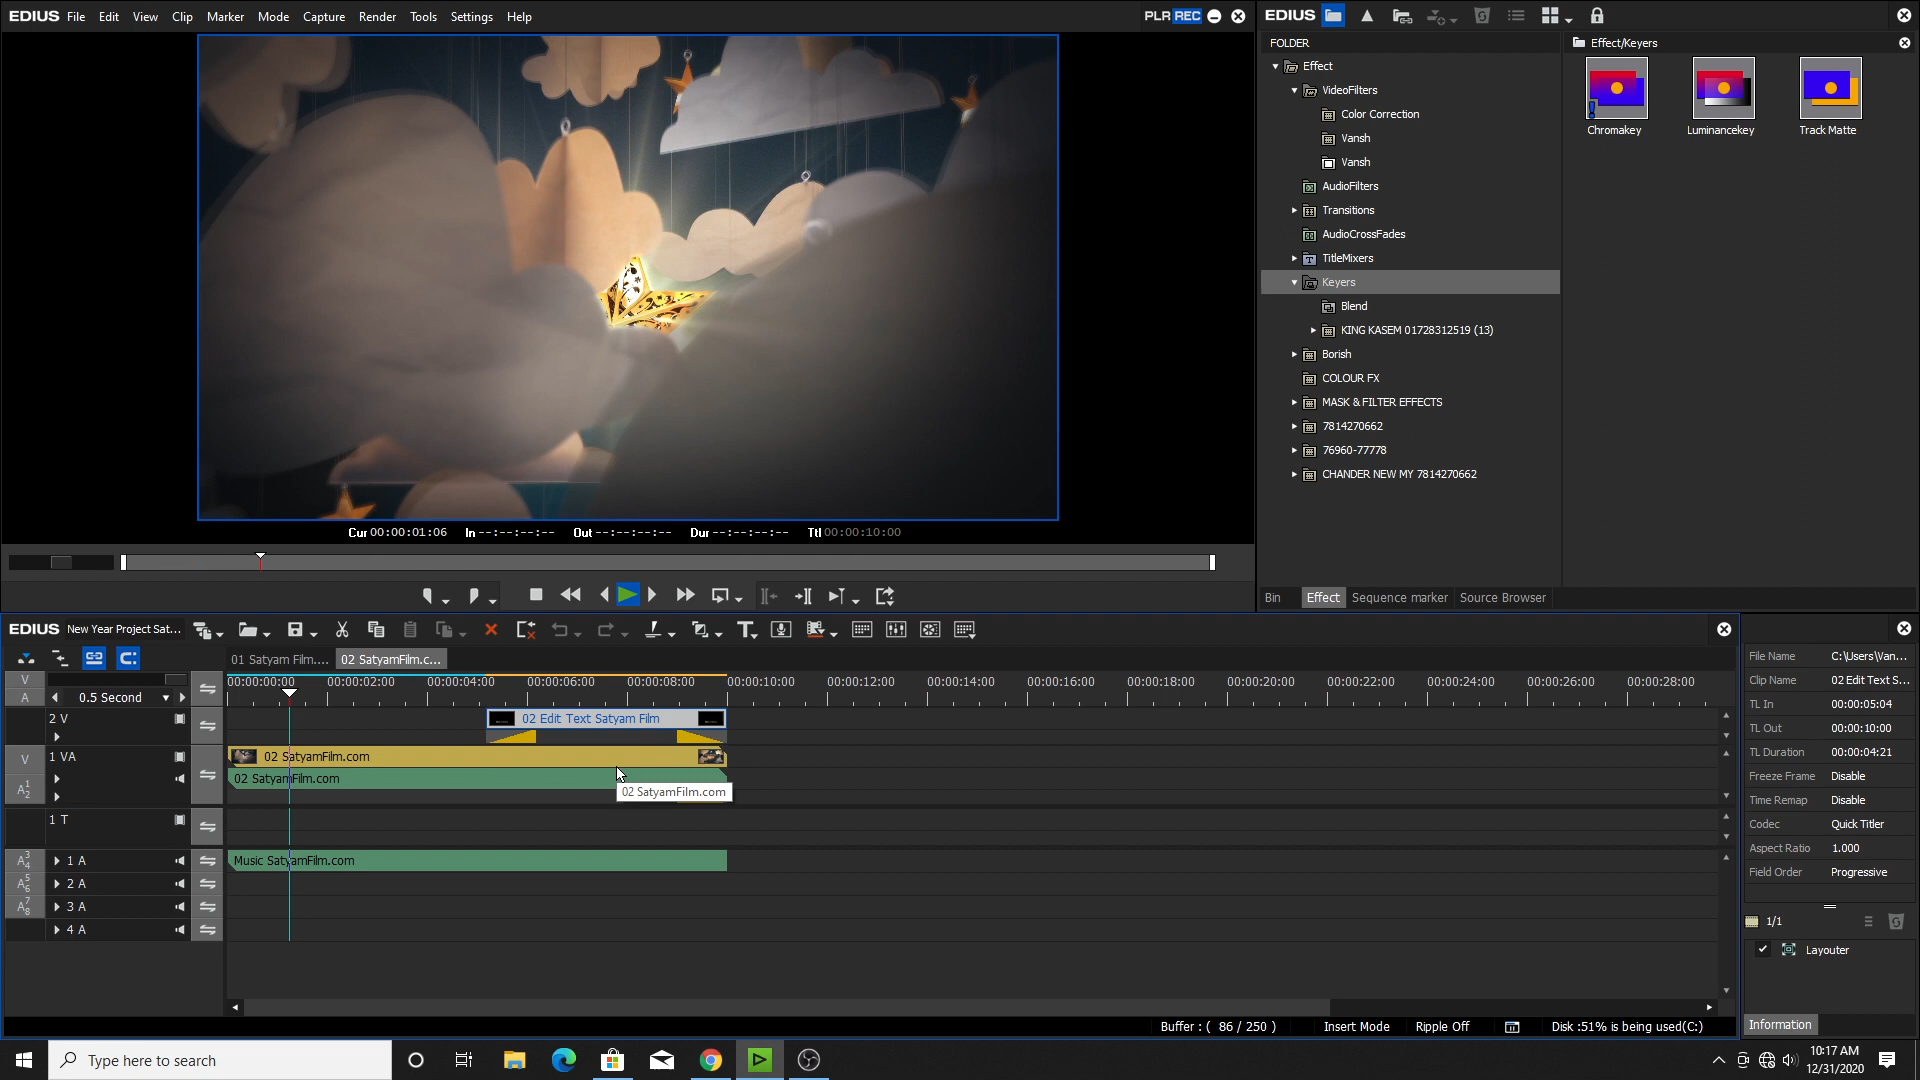 EDIUS File Edit View Clip Marker Mode Capture Render Tools Settings Help PLR REC
Cur 00:00:01:06 In --:--:--:-- Out --:--:--:-- Dur --:--:--:-- Ttl 00:00:10:00
EDIUS
FOLDER
Effect
VideoFilters
Color Correction
Vansh
Vansh
AudioFilters
Transitions
AudioCrossFades
TitleMixers
Keyers
Blend
KING KASEM 01728312519 (13)
Borish
COLOUR FX
MASK & FILTER EFFECTS
7814270662
76960-77778
CHANDER NEW MY 7814270662
Effect/Keyers
Chromakey Luminancekey Track Matte
Bin Effect Sequence marker Source Browser
EDIUS New Year Project Sat...
01 Satyam Film.... 02 SatyamFilm.c...
V
A 0.5 Second
00:00:00:00 00:00:02:00 00:00:04:00 00:00:06:00 00:00:08:00 00:00:10:00 00:00:12:00 00:00:14:00 00:00:16:00 00:00:18:00 00:00:20:00 00:00:22:00 00:00:24:00 00:00:26:00 00:00:28:00
2 V 02 Edit Text Satyam Film
V 1 VA 02 SatyamFilm.com
A 1 2 02 SatyamFilm.com
02 SatyamFilm.com
1 T
A 3 4 1 A Music SatyamFilm.com
A 5 6 2 A
A 7 8 3 A
4 A
Buffer : ( 86 / 250 ) Insert Mode Ripple Off Disk :51% is being used(C:)
File Name C:\Users\Van...
Clip Name 02 Edit Text S...
TL In 00:00:05:04
TL Out 00:00:10:00
TL Duration 00:00:04:21
Freeze Frame Disable
Time Remap Disable
Codec Quick Titler
Aspect Ratio 1.000
Field Order Progressive
1/1
Layouter
Information
Type here to search
10:17 AM
12/31/2020